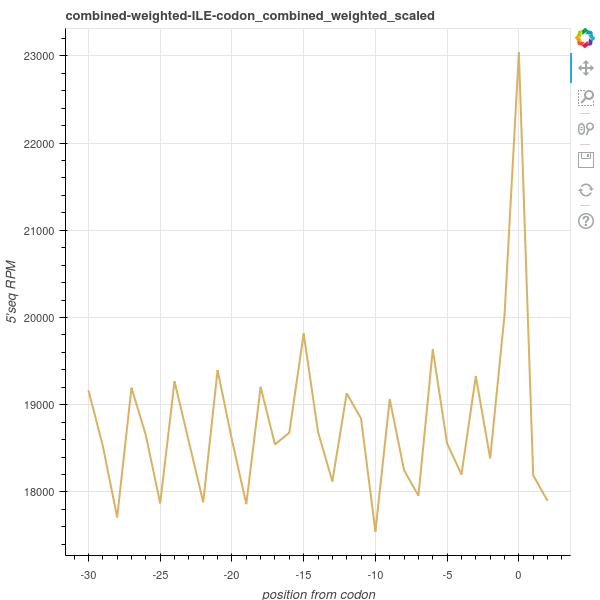 combined-weighted-ILE-codon_combined_weighted_scaled
23000
22000
21000
20000
19000
18000
5'seq RPM
-30 -25 -20 -15 -10 -5 0
position from codon